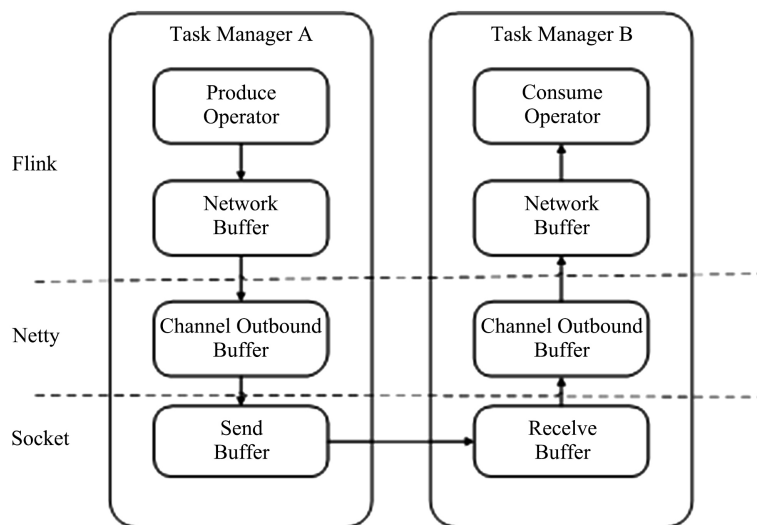 Task Manager A
Task Manager B
Produce
Operator
Consume
Operator
Flink
Network
Buffer
Network
Buffer
Channel Outbound
Buffer
Channel Outbound
Buffer
Netty
Send
Buffer
Recelve
Buffer
Socket